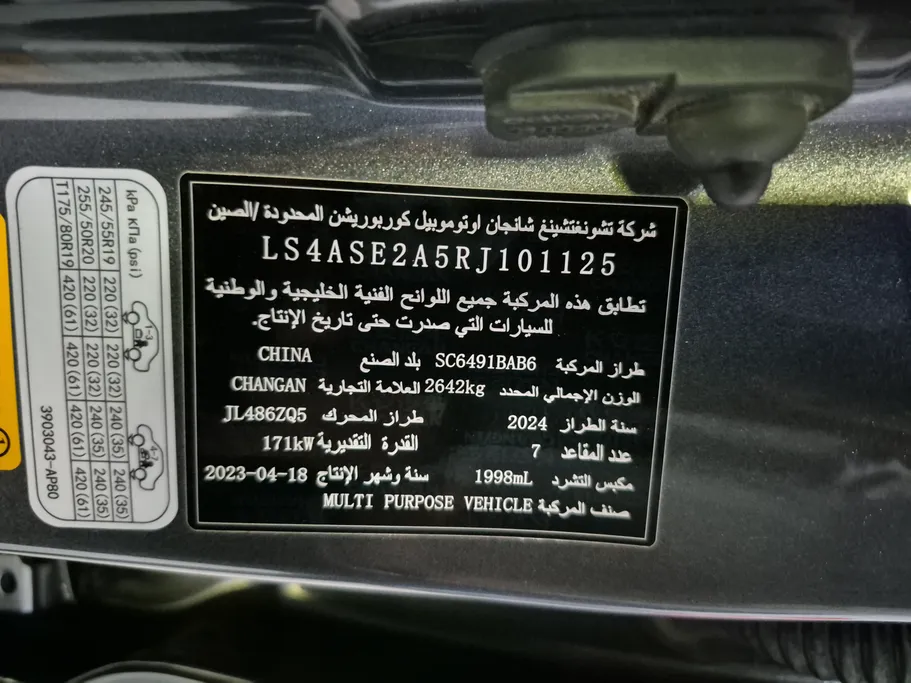 شركة تشونغتشينغ شانجان اوتوموبيل كوربوريشن المحدودة /الصين
LS4ASE2A5RJ101125
تطابق هذه المركبة جميع اللوائح الفنية الخليجية والوطنية
للسيارات التي صدرت حتى تاريخ الإنتاج.
طراز المركبة SC6491BAB6 بلد الصنع CHINA
الوزن الإجمالي المحدد 2642kg العلامة التجارية CHANGAN
سنة الطراز 2024 طراز المحرك JL486ZQ5
عدد المقاعد 7 القدرة التقديرية 171kW
مكبس التشرد 1998mL سنة وشهر الإنتاج 2023-04-18
صنف المركبة MULTI PURPOSE VEHICLE
kPa КПа (psi) 1-3 4-7
245/55R19 220 (32) 220 (32) 240 (35) 240 (35)
255/50R20 220 (32) 220 (32) 240 (35) 240 (35)
T175/80R19 420 (61) 420 (61) 420 (61) 420 (61)
3903043-AP80